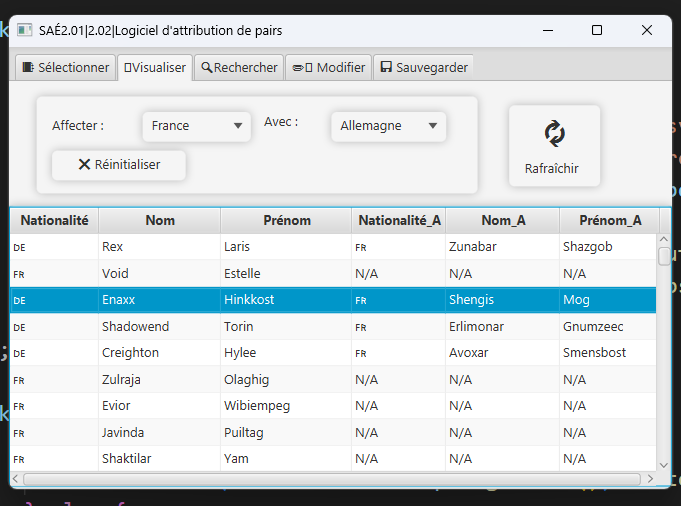 SAÉ2.01|2.02|Logiciel d'attribution de pairs
Sélectionner Visualiser Rechercher Modifier Sauvegarder
Affecter : France Avec : Allemagne
Réinitialiser
Rafraîchir
Nationalité Nom Prénom Nationalité_A Nom_A Prénom_A
DE Rex Laris FR Zunabar Shazgob
FR Void Estelle N/A N/A N/A
DE Enaxx Hinkkost FR Shengis Mog
DE Shadowend Torin FR Erlimonar Gnumzeec
DE Creighton Hylee FR Avoxar Smensbost
FR Zulraja Olaghig N/A N/A N/A
FR Evior Wibiempeg N/A N/A N/A
FR Javinda Puiltag N/A N/A N/A
FR Shaktilar Yam N/A N/A N/A